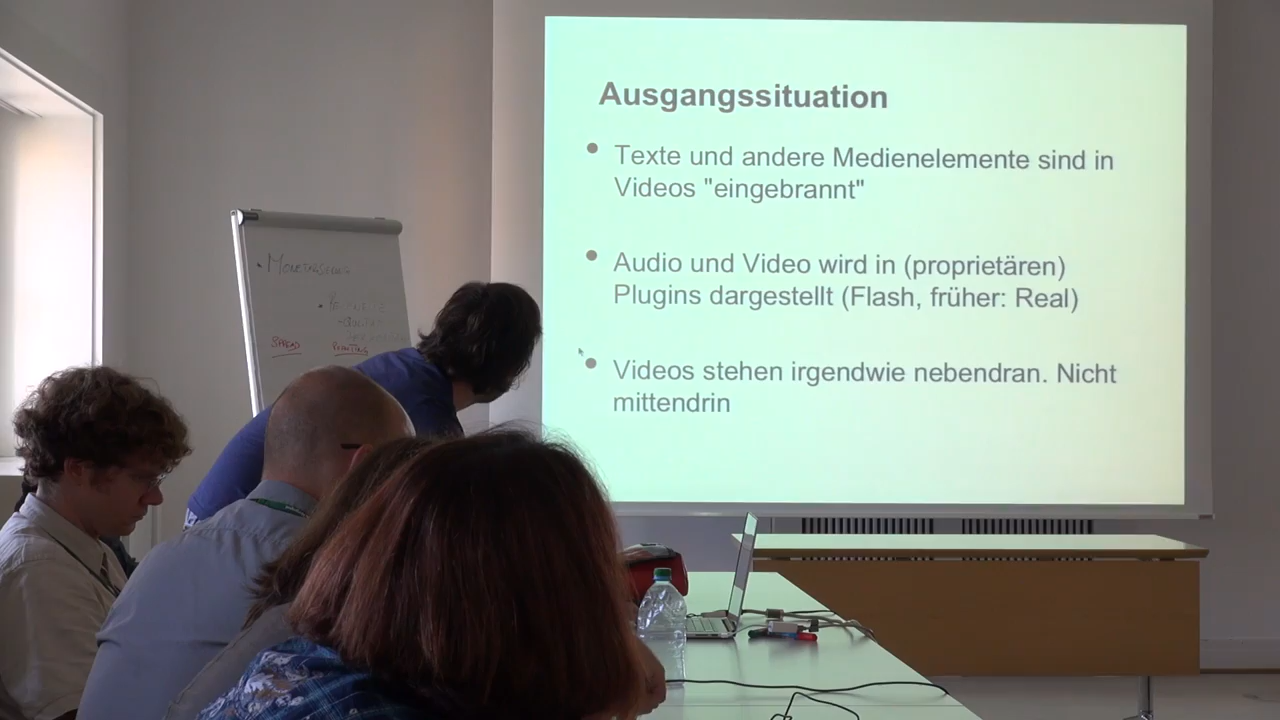 Ausgangssituation
• Texte und andere Medienelemente sind in
Videos "eingebrannt"
• Audio und Video wird in (proprietären)
Plugins dargestellt (Flash, früher: Real)
• Videos stehen irgendwie nebendran. Nicht
mittendrin